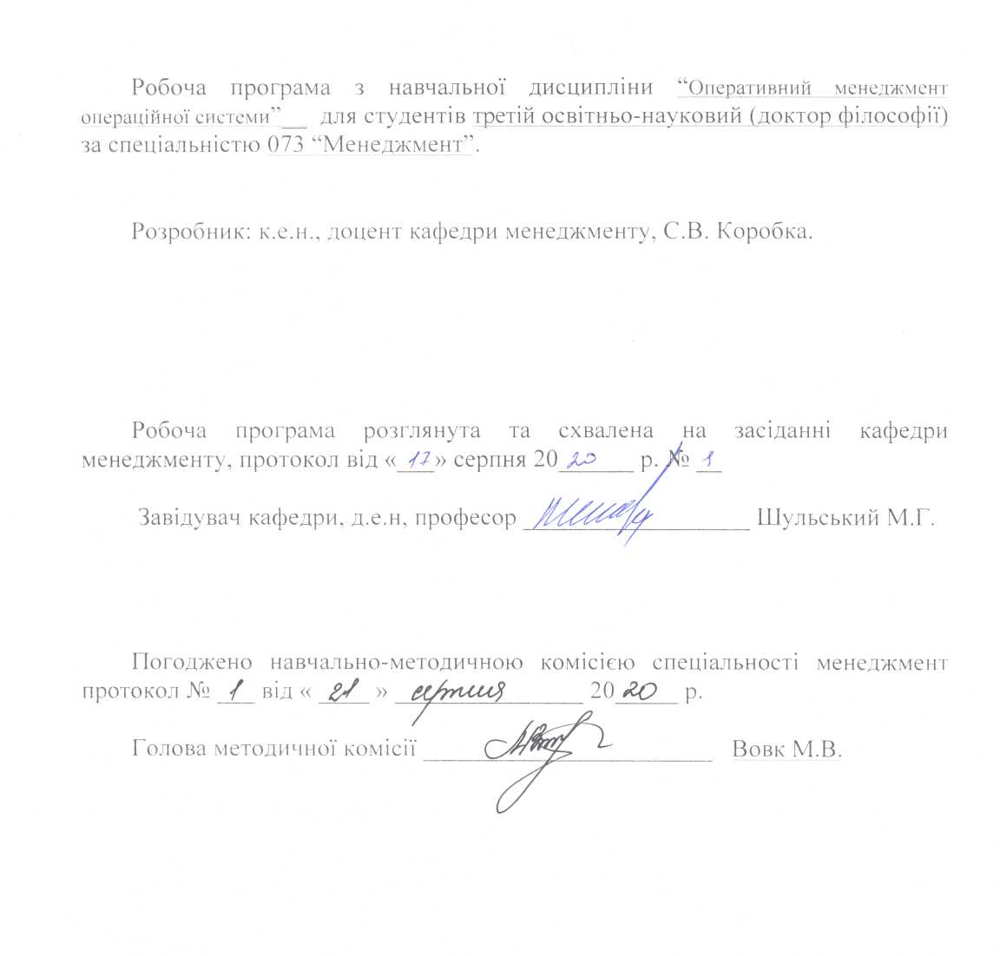 Робоча програма з навчальної дисципліни “Оперативний менеджмент
операційної системи”__ для студентів третій освітньо-науковий (доктор філософії)
за спеціальністю 073 “Менеджмент”.
Розробник: к.е.н., доцент кафедри менеджменту, С.В. Коробка.
Робоча програма розглянута та схвалена на засіданні кафедри
менеджменту, протокол від «17» серпня 2020 р. № 1
Завідувач кафедри, д.е.н, професор ___ Шульський М.Г.
Погоджено навчально-методичною комісією спеціальності менеджмент
протокол № 1 від « 21 » серпня 2020 р.
Голова методичної комісії ___ Вовк М.В.